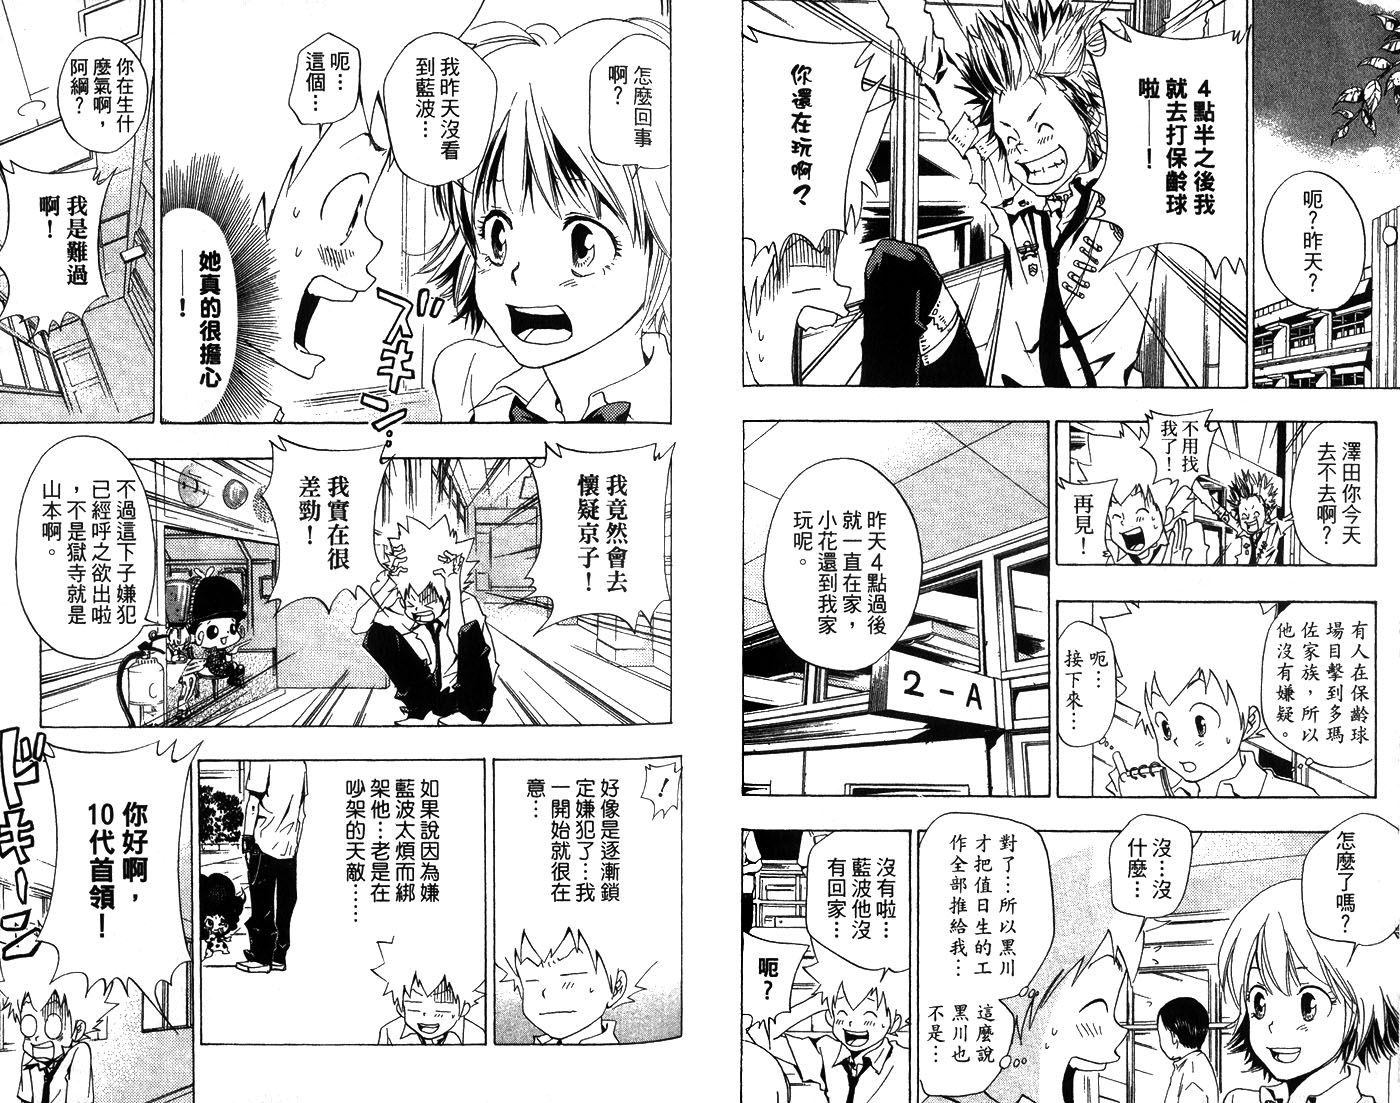 呃？昨天？
４點半之後我
就去打保齡球
啦——！
你還在玩啊？
澤田你今天
去不去啊？
不用找
我了！
再見！
有人在保齡球
場目擊到多瑪
佐家族，所以
他沒有嫌疑。
呃…
接下來…
昨天４點過後
就一直在家，
小花還到我家
玩呢。
2-A
怎麼了嗎？
沒…沒
什麼…
對了…所以黑川
才把值日生的工
作全部推給我…
這麼說
黑川也
不是…
沒有啦…
藍波他沒
有回家…
呃？
怎麼回事
啊？
我昨天沒看
到藍波…
呃…
這個…
ズキン…
她真的很擔心
——！
你在生什
麼氣啊，
阿綱？
我是難過
啊！
我竟然會去
懷疑京子！
我實在很
差勁！
不過這下子嫌犯
已經呼之欲出啦
，不是獄寺就是
山本啊。
！
好像是逐漸鎖
定嫌犯了…我
一開始就很在
意…
如果說因為嫌
藍波太煩而綁
架他…老是在
吵架的天敵……
你好啊，
10代首領！
ドキーン